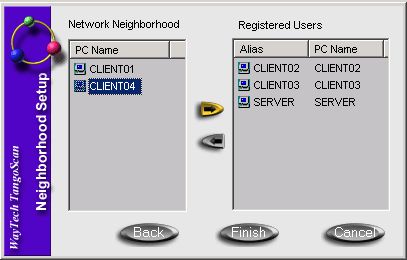 Network Neighborhood
Registered Users
PC Name
Alias PC Name
CLIENT01
CLIENT04
CLIENT02 CLIENT02
CLIENT03 CLIENT03
SERVER SERVER
WayTech TangoScan
Neighborhood Setup
Back
Finish
Cancel